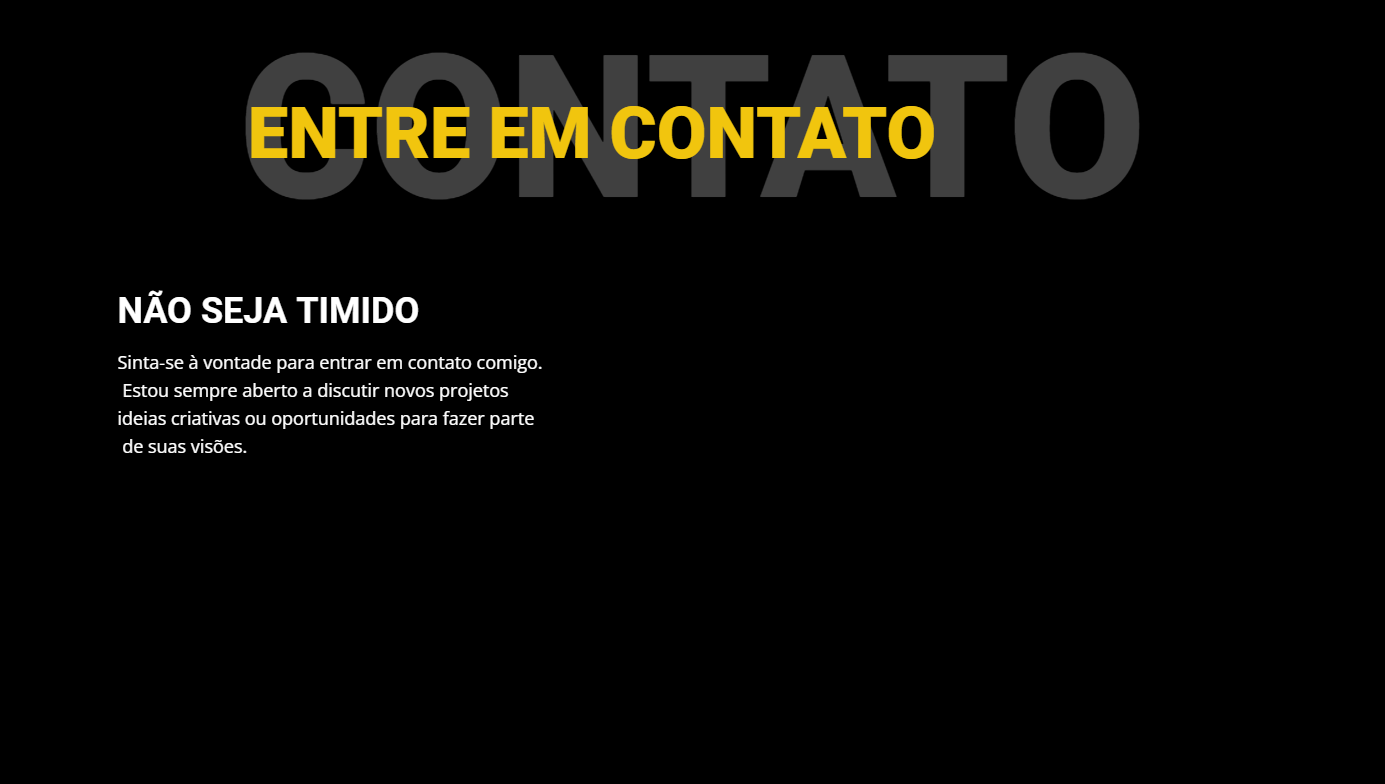 CONTATO
ENTRE EM CONTATO
NÃO SEJA TIMIDO
Sinta-se à vontade para entrar em contato comigo.
Estou sempre aberto a discutir novos projetos
ideias criativas ou oportunidades para fazer parte
de suas visões.